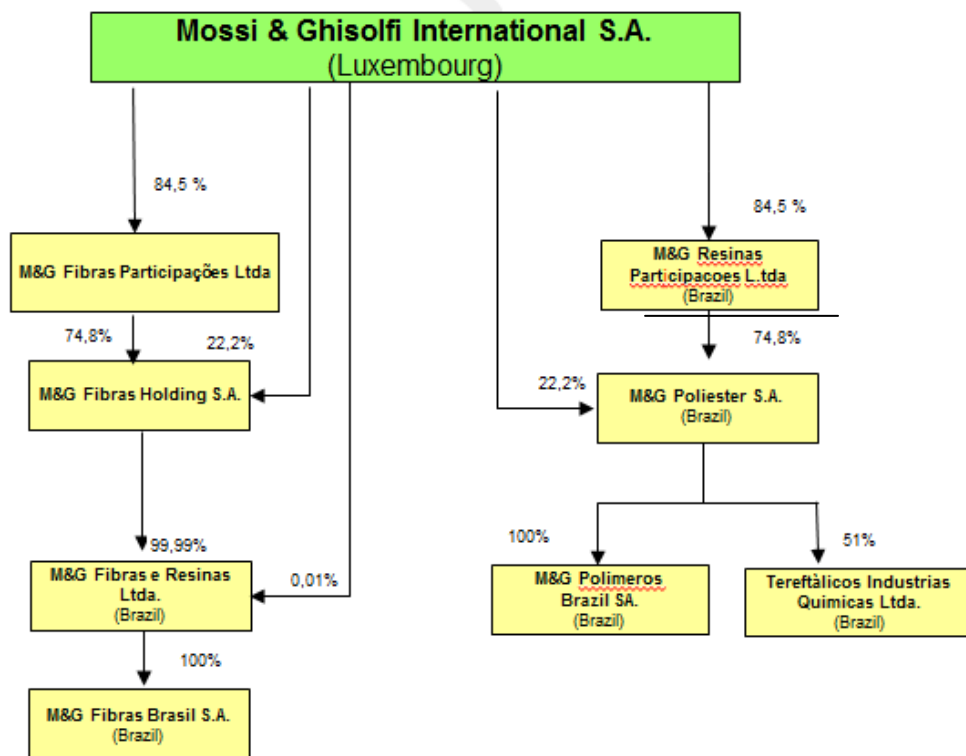 Mossi & Ghisolfi International S.A.
(Luxembourg)
84,5 %
84,5 %
M&G Fibras Participações Ltda
M&G Resinas
Participacoes L.tda
(Brazil)
74,8%
22,2%
74,8%
M&G Fibras Holding S.A.
22,2%
M&G Poliester S.A.
(Brazil)
99,99%
100%
51%
M&G Fibras e Resinas
Ltda.
(Brazil)
0,01%
M&G Polimeros
Brazil SA.
(Brazil)
Tereftàlicos Industrias
Quimicas Ltda.
(Brazil)
100%
M&G Fibras Brasil S.A.
(Brazil)